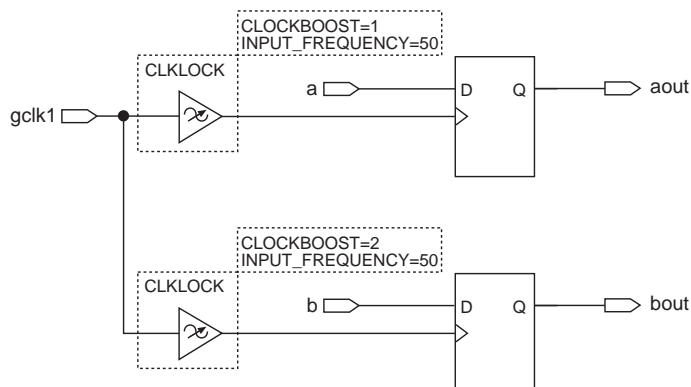 CLOCKBOOST=1
INPUT_FREQUENCY=50
CLKLOCK
a
D
Q
aout
gclk1
CLOCKBOOST=2
INPUT_FREQUENCY=50
CLKLOCK
b
D
Q
bout